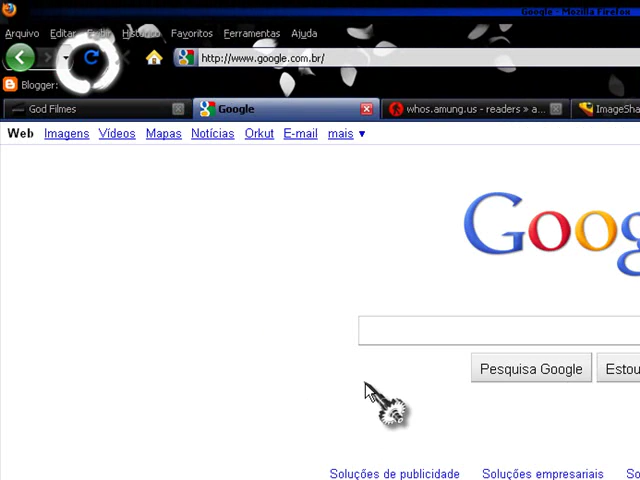 Google - Mozilla Firefox
Arquivo Editar Exibir Histórico Favoritos Ferramentas Ajuda
http://www.google.com.br/
Blogger:
God Filmes Google whos.amung.us - readers » a... ImageSha
Web Imagens Vídeos Mapas Notícias Orkut E-mail mais ▼
Goog
Pesquisa Google Estou
Soluções de publicidade Soluções empresariais So